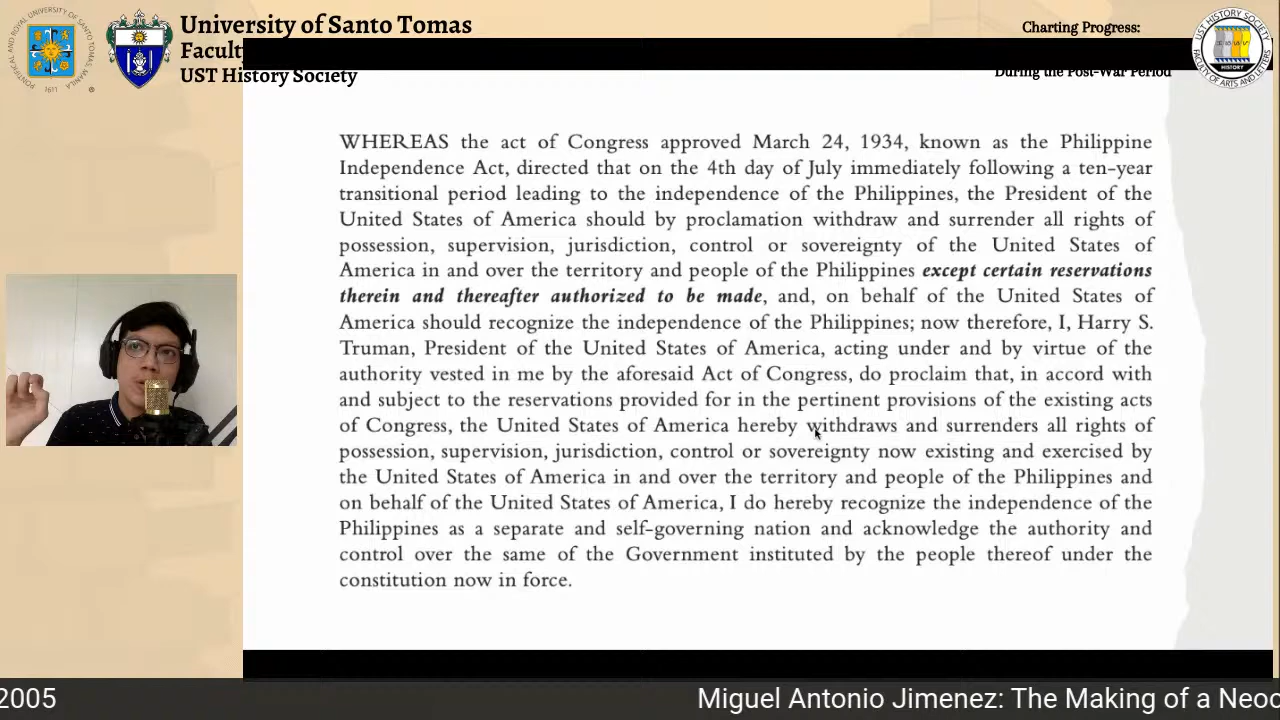 University of Santo Tomas
Faculty
UST History Society
Charting Progress:
During the Post-War Period
1611
UST HISTORY SOCIETY
HISTORY
FACULTY OF ARTS AND LETTERS
WHEREAS the act of Congress approved March 24, 1934, known as the Philippine
Independence Act, directed that on the 4th day of July immediately following a ten-year
transitional period leading to the independence of the Philippines, the President of the
United States of America should by proclamation withdraw and surrender all rights of
possession, supervision, jurisdiction, control or sovereignty of the United States of
America in and over the territory and people of the Philippines except certain reservations
therein and thereafter authorized to be made, and, on behalf of the United States of
America should recognize the independence of the Philippines; now therefore, I, Harry S.
Truman, President of the United States of America, acting under and by virtue of the
authority vested in me by the aforesaid Act of Congress, do proclaim that, in accord with
and subject to the reservations provided for in the pertinent provisions of the existing acts
of Congress, the United States of America hereby withdraws and surrenders all rights of
possession, supervision, jurisdiction, control or sovereignty now existing and exercised by
the United States of America in and over the territory and people of the Philippines and
on behalf of the United States of America, I do hereby recognize the independence of the
Philippines as a separate and self-governing nation and acknowledge the authority and
control over the same of the Government instituted by the people thereof under the
constitution now in force.
2005
Miguel Antonio Jimenez: The Making of a Neoc